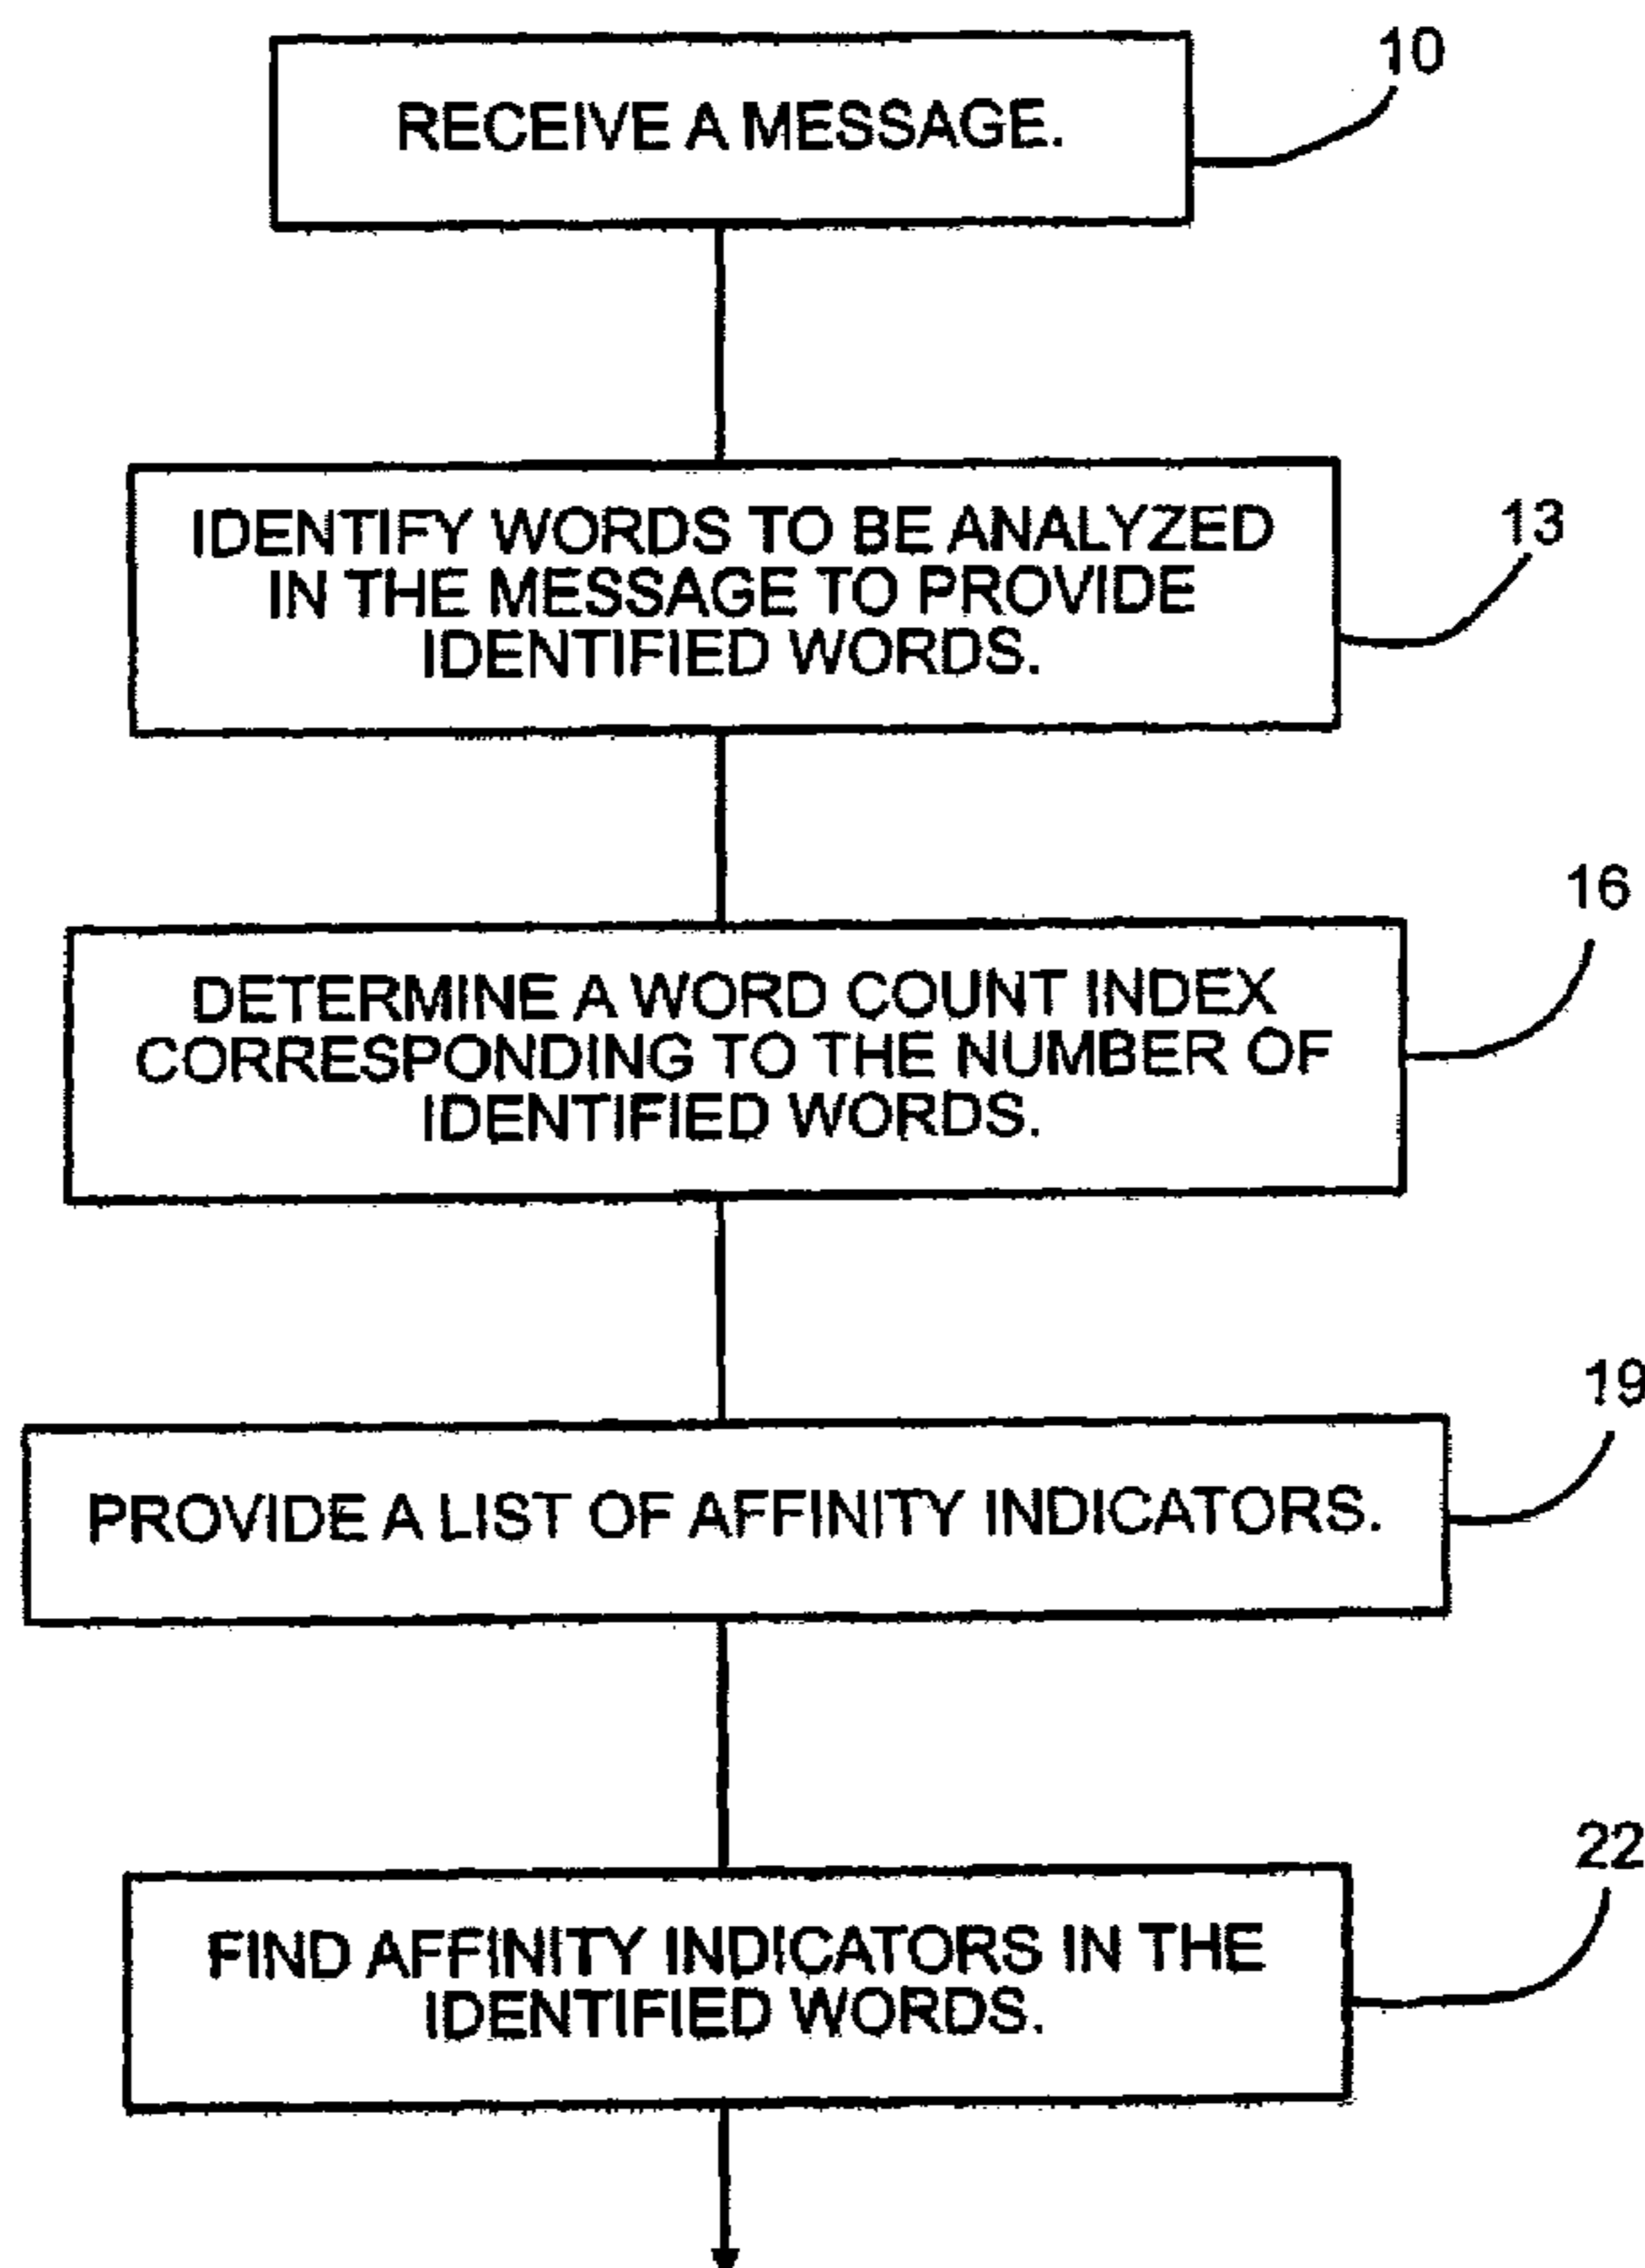 10
RECEIVE A MESSAGE.
13
IDENTIFY WORDS TO BE ANALYZED
IN THE MESSAGE TO PROVIDE
IDENTIFIED WORDS.
16
DETERMINE A WORD COUNT INDEX
CORRESPONDING TO THE NUMBER OF
IDENTIFIED WORDS.
19
PROVIDE A LIST OF AFFINITY INDICATORS.
22
FIND AFFINITY INDICATORS IN THE
IDENTIFIED WORDS.